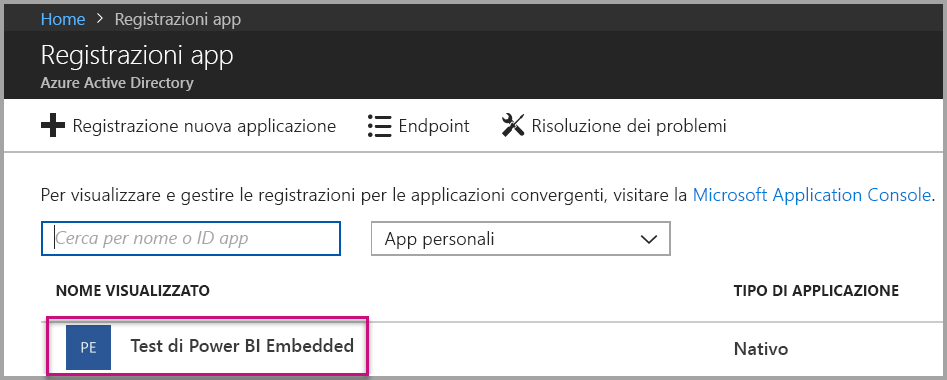 Home > Registrazioni app
Registrazioni app
Azure Active Directory
Registrazione nuova applicazione Endpoint Risoluzione dei problemi
Per visualizzare e gestire le registrazioni per le applicazioni convergenti, visitare la Microsoft Application Console.
Cerca per nome o ID app App personali
NOME VISUALIZZATO TIPO DI APPLICAZIONE
PE Test di Power BI Embedded Nativo